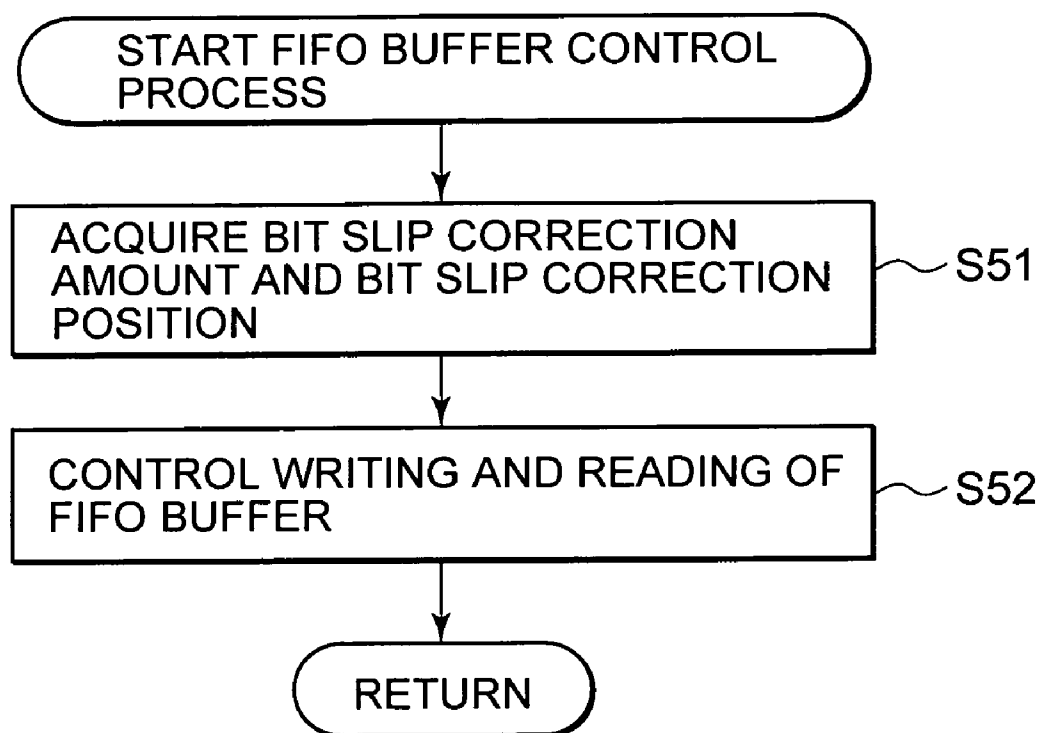 START FIFO BUFFER CONTROL
PROCESS
ACQUIRE BIT SLIP CORRECTION
AMOUNT AND BIT SLIP CORRECTION
POSITION
S51
CONTROL WRITING AND READING OF
FIFO BUFFER
S52
RETURN